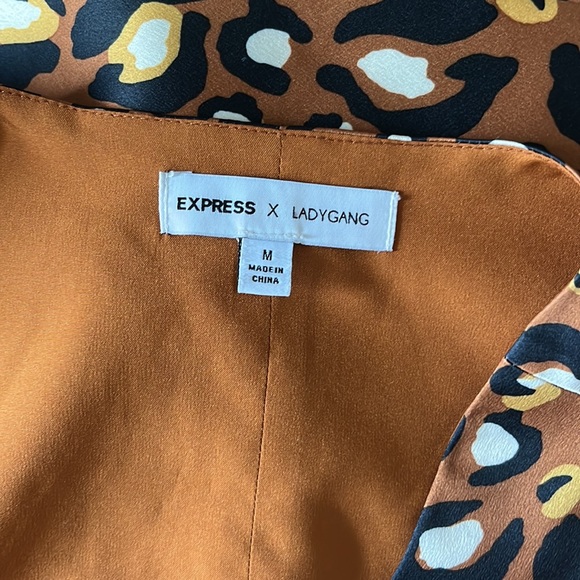 EXPRESS X LADYGANG
M
MADE IN
CHINA